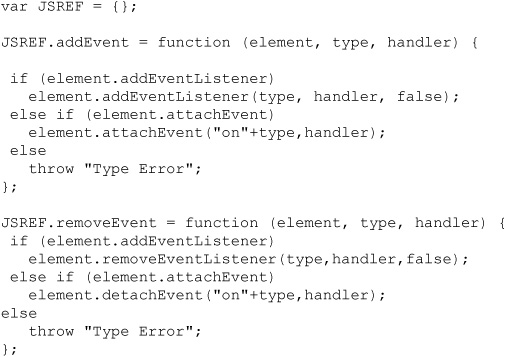 var JSREF = {};
JSREF.addEvent = function (element, type, handler) {
if (element.addEventListener)
element.addEventListener(type, handler, false);
else if (element.attachEvent)
element.attachEvent("on"+type,handler);
else
throw "Type Error";
};
JSREF.removeEvent = function (element, type, handler) {
if (element.addEventListener)
element.removeEventListener(type,handler,false);
else if (element.attachEvent)
element.detachEvent("on"+type,handler);
else
throw "Type Error";
};